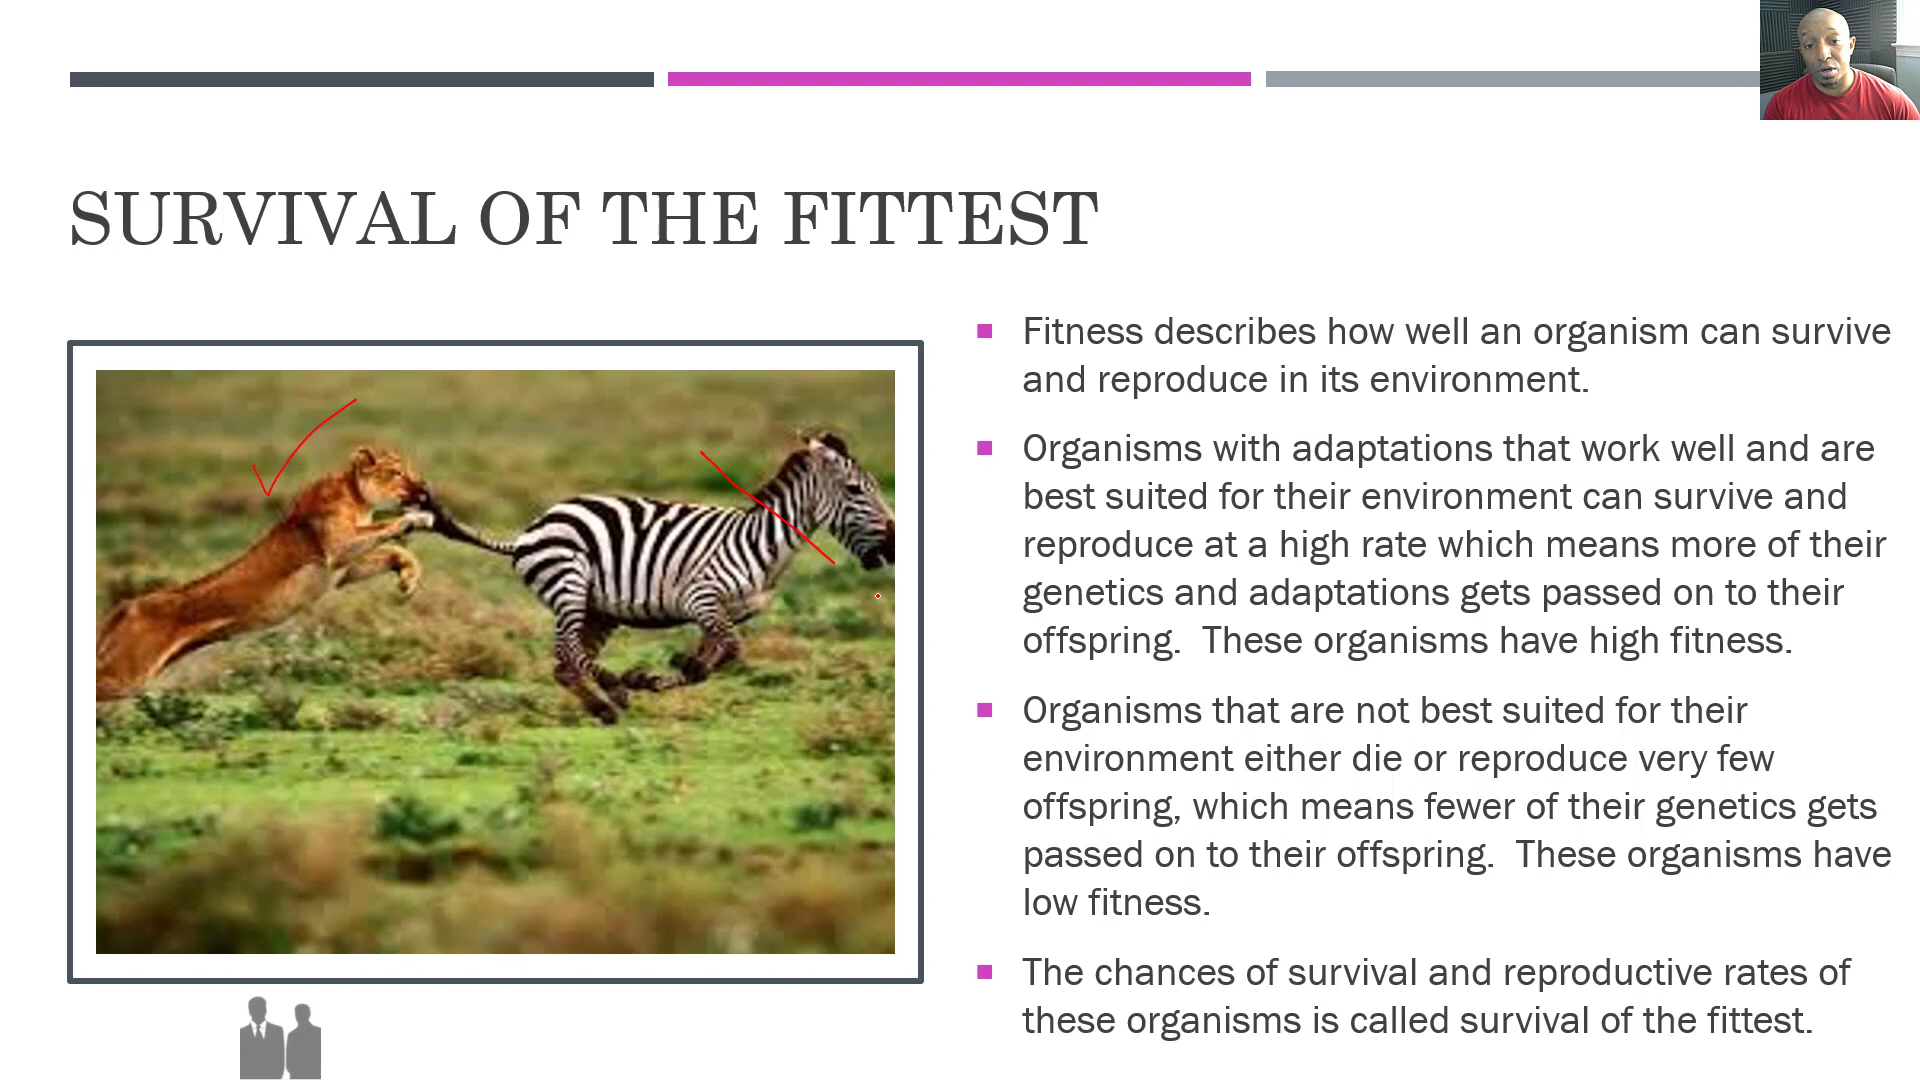 SURVIVAL OF THE FITTEST
Fitness describes how well an organism can survive
and reproduce in its environment.
Organisms with adaptations that work well and are
best suited for their environment can survive and
reproduce at a high rate which means more of their
genetics and adaptations gets passed on to their
offspring.  These organisms have high fitness.
Organisms that are not best suited for their
environment either die or reproduce very few
offspring, which means fewer of their genetics gets
passed on to their offspring.  These organisms have
low fitness.
The chances of survival and reproductive rates of
these organisms is called survival of the fittest.